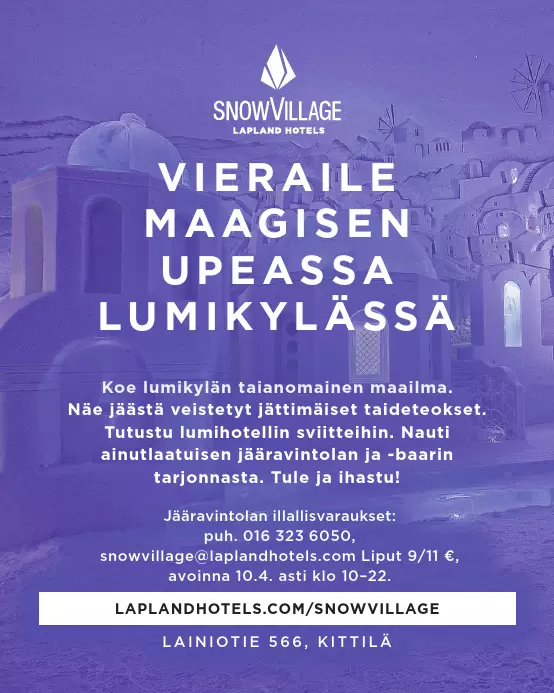 SNOWVILLAGE
LAPLAND HOTELS
VIERAILE
MAAGISEN
UPEASSA
LUMIKYLÄSSÄ
Koe lumikylän taianomainen maailma.
Näe jäästä veistetyt jättimäiset taideteokset.
Tutustu lumihotellin sviitteihin. Nauti
ainutlaatuisen jääravintolan ja -baarin
tarjonnasta. Tule ja ihastu!
Jääravintolan illallisvaraukset:
puh. 016 323 6050,
snowvillage@laplandhotels.com Liput 9/11 €,
avoinna 10.4. asti klo 10–22.
LAPLANDHOTELS.COM/SNOWVILLAGE
LAINIOTIE 566, KITTILÄ